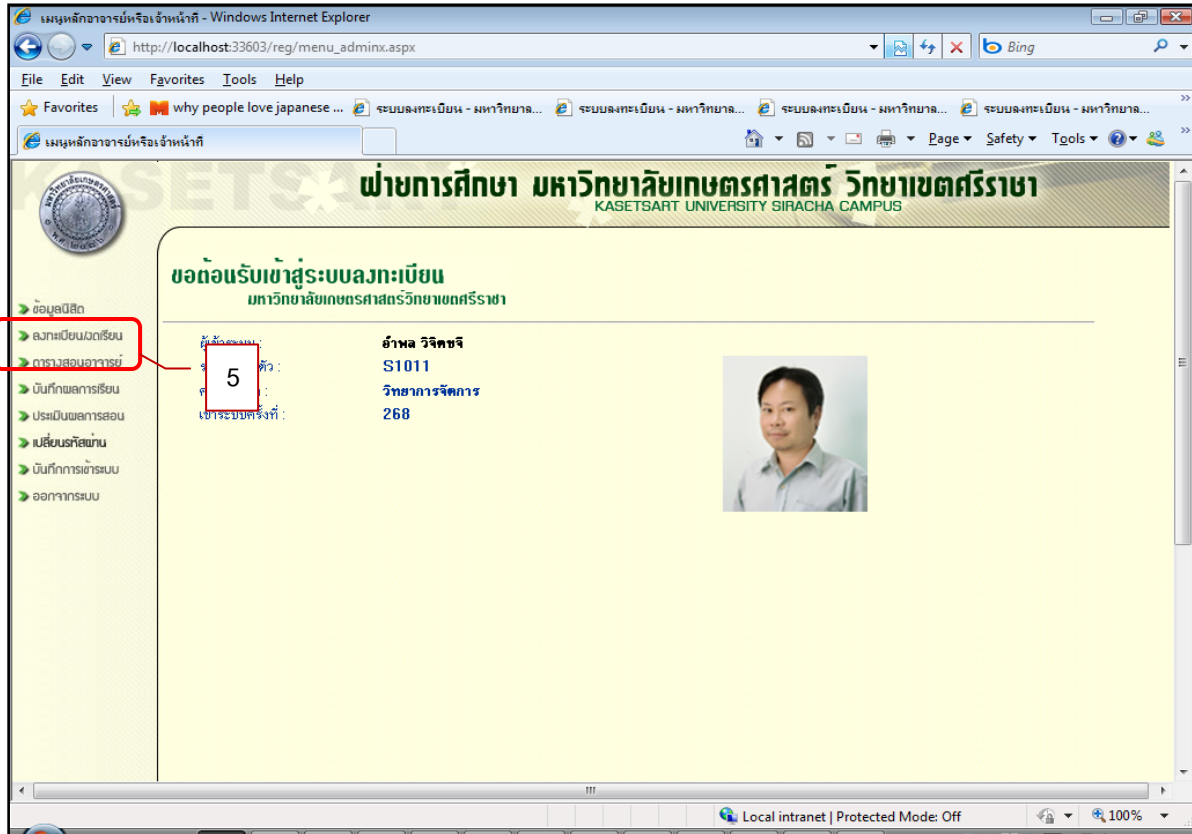 เมนูหลักอาจารย์หรือเจ้าหน้าที่ - Windows Internet Explorer
http://localhost:33603/reg/menu_adminx.aspx
Bing
File Edit View Favorites Tools Help
Favorites why people love japanese ... ระบบลงทะเบียน - มหาวิทยาล... ระบบลงทะเบียน - มหาวิทยาล... ระบบลงทะเบียน - มหาวิทยาล... ระบบลงทะเบียน - มหาวิทยาล...
เมนูหลักอาจารย์หรือเจ้าหน้าที่ Page Safety Tools
KASETSART
ฝ่ายการศึกษา มหาวิทยาลัยเกษตรศาสตร์ วิทยาเขตศรีราชา
KASETSART UNIVERSITY SIRACHA CAMPUS
ขอต้อนรับเข้าสู่ระบบลงทะเบียน
มหาวิทยาลัยเกษตรศาสตร์วิทยาเขตศรีราชา
ข้อมูลนิสิต
ลงทะเบียน/งดเรียน
ตารางสอนอาจารย์
บันทึกผลการเรียน
ประเมินผลการสอน
เปลี่ยนรหัสผ่าน
บันทึกการเข้าระบบ
ออกจากระบบ
ผู้เข้าระบบ : อำพล วิจิตขจี
ตัว : S1011
: วิทยาการจัดการ
เข้าระบบครั้งที่ : 268
5
Local intranet | Protected Mode: Off 100%